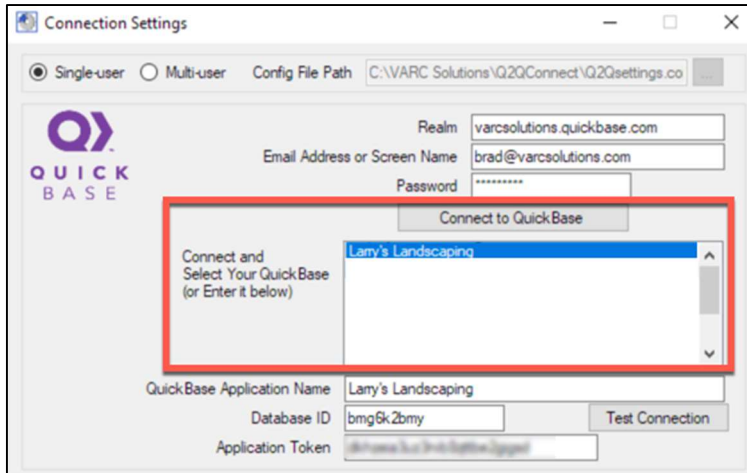 Connection Settings
Single-user Multi-user Config File Path C:\VARC Solutions\Q2QConnect\Q2Qsettings.co ...
QUICK
BASE
Realm varcsolutions.quickbase.com
Email Address or Screen Name brad@varcsolutions.com
Password *********
Connect to QuickBase
Connect and
Select Your QuickBase
(or Enter it below)
Larry's Landscaping
QuickBase Application Name Larry's Landscaping
Database ID bmg6k2bmy Test Connection
Application Token